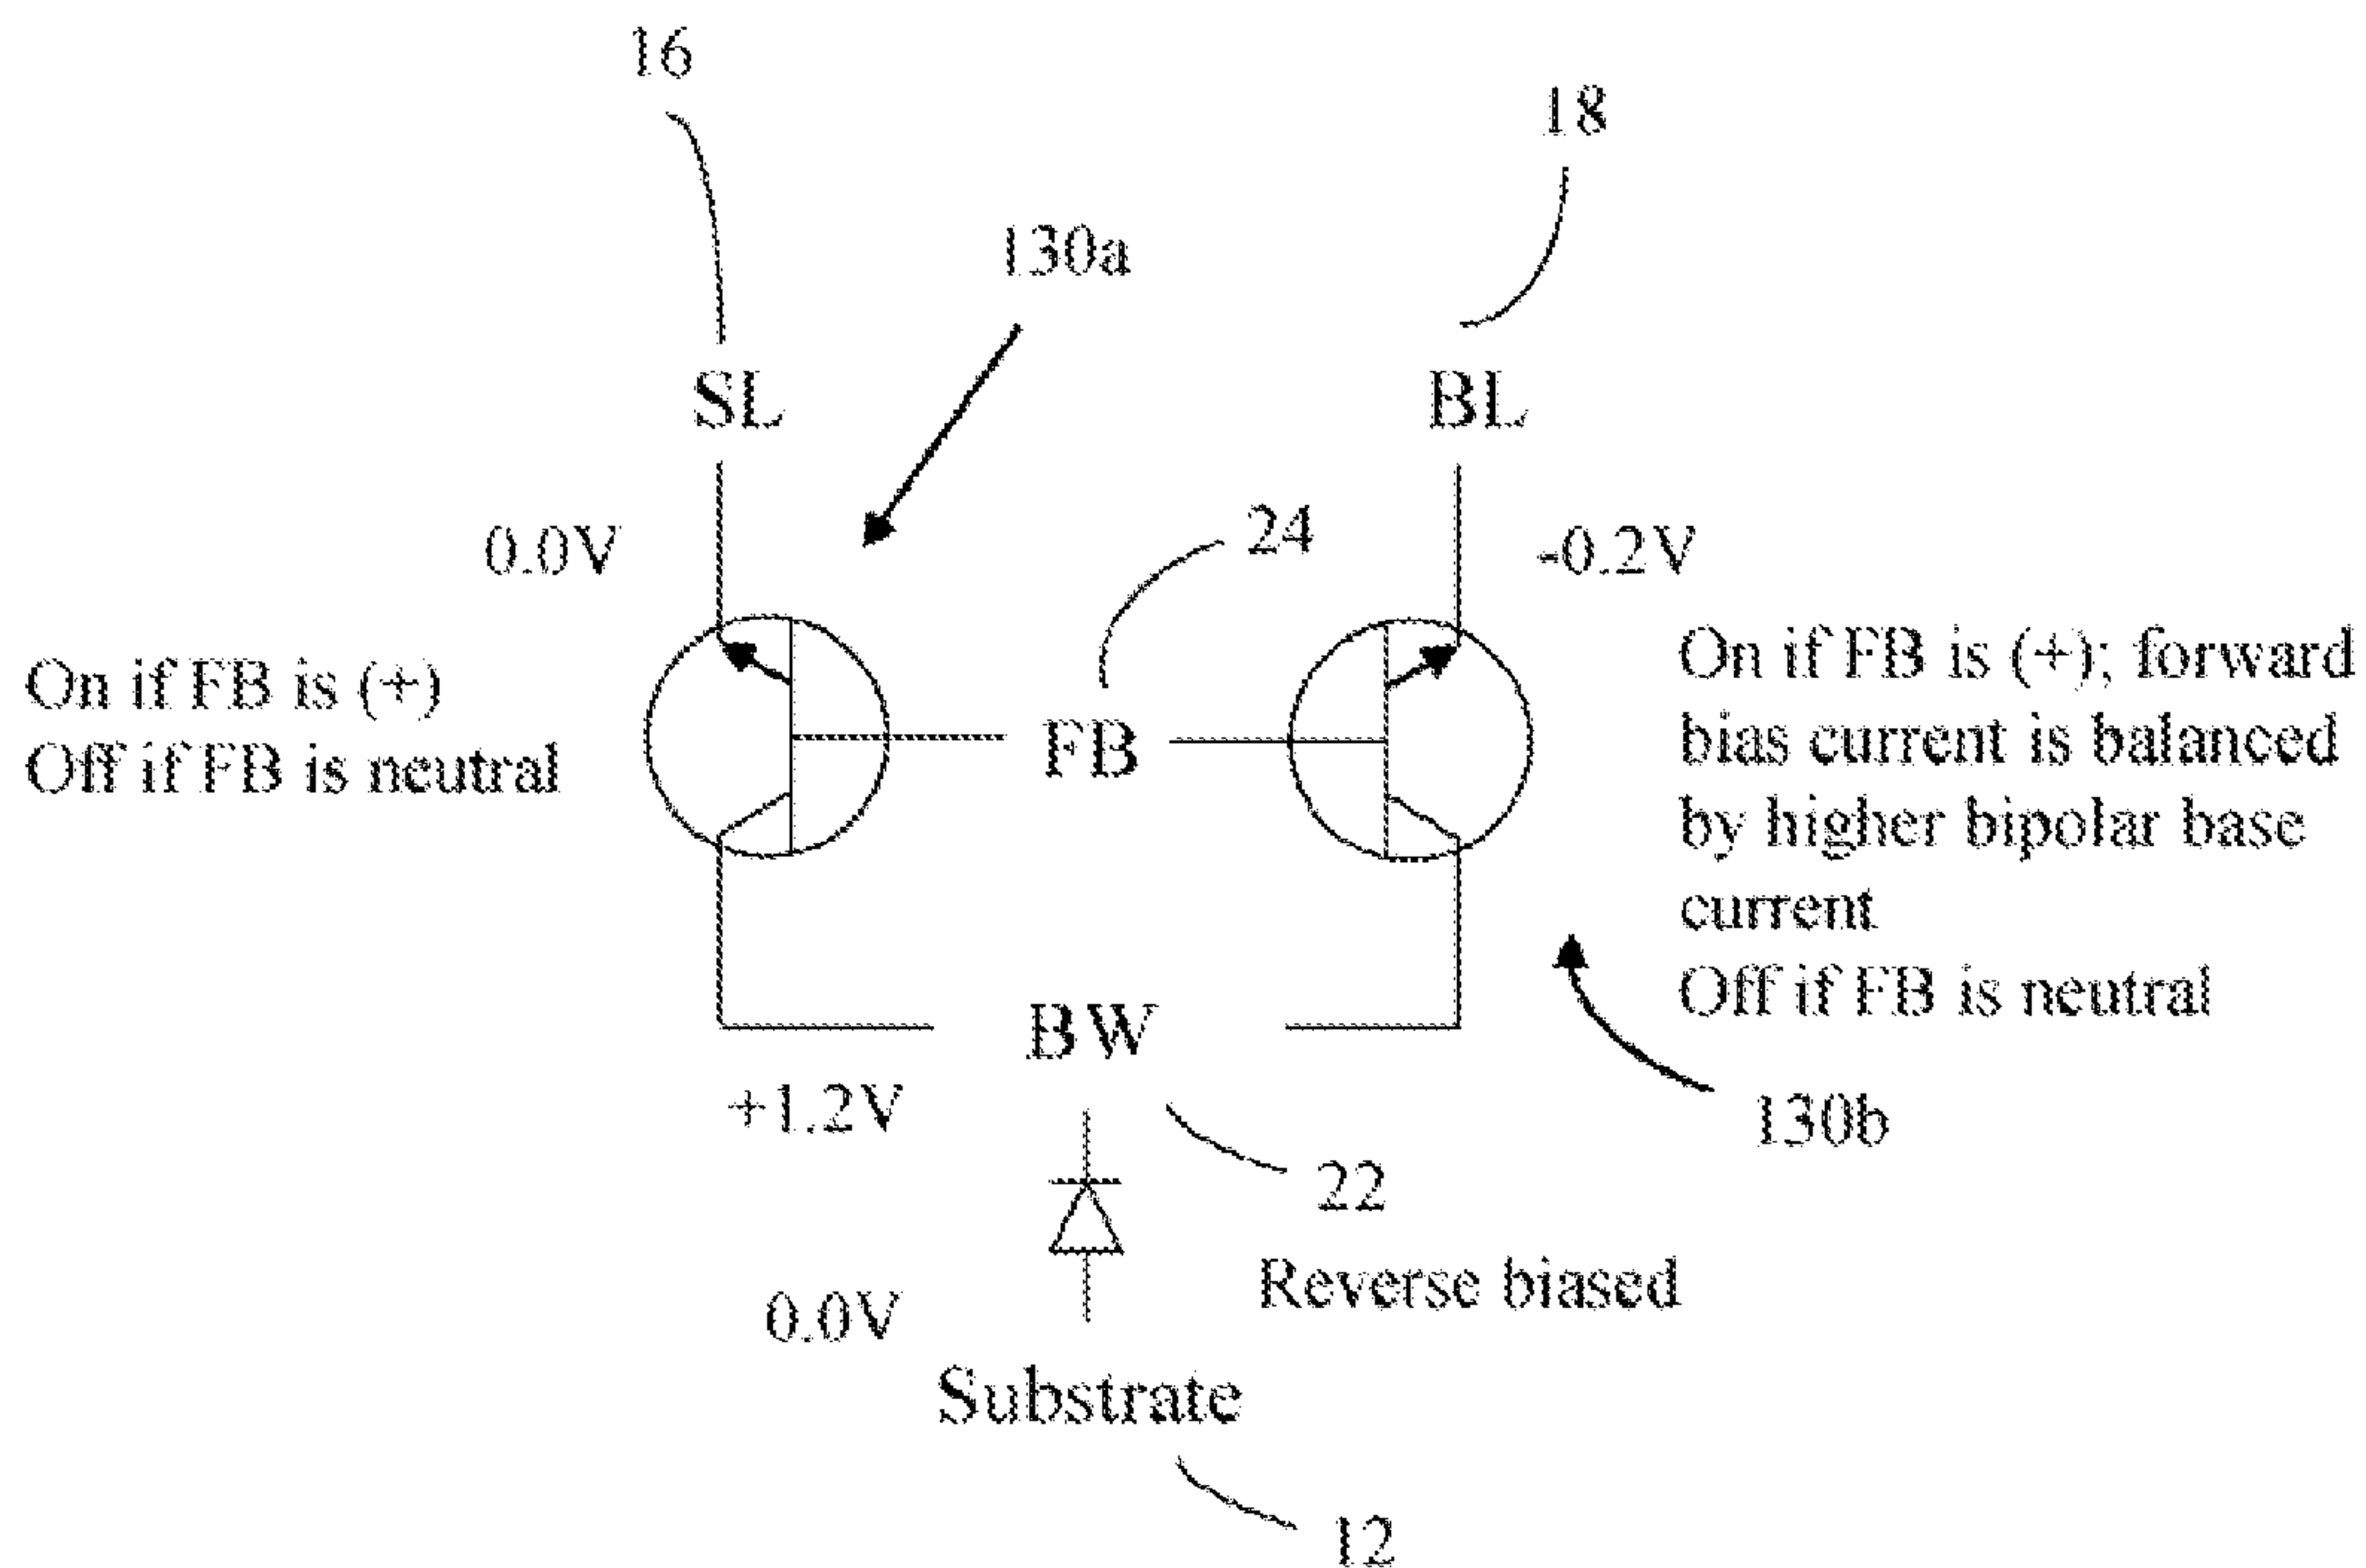 16
18
130a
SL
BL
0.0V
24
-0.2V
On if FB is (+)
Off if FB is neutral
FB
On if FB is (+); forward
bias current is balanced
by higher bipolar base
current
Off if FB is neutral
BW
+1.2V
130b
22
Reverse biased
0.0V
Substrate
12